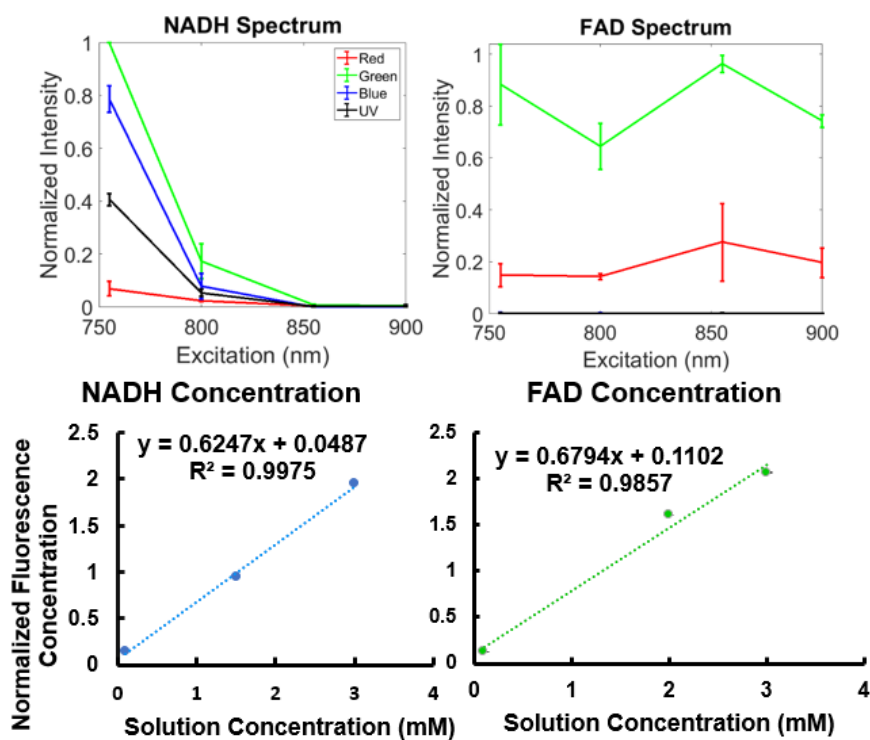 NADH Spectrum
1
0.8
0.6
0.4
0.2
0
750
800
850
900
Normalized Intensity
Excitation (nm)
Red
Green
Blue
UV
FAD Spectrum
1
0.8
0.6
0.4
0.2
0
750
800
850
900
Normalized Intensity
Excitation (nm)
NADH Concentration
2.5
2
1.5
1
0.5
0
0
1
2
3
4
y = 0.6247x + 0.0487
R² = 0.9975
Normalized Fluorescence
Concentration
Solution Concentration (mM)
FAD Concentration
2.5
2
1.5
1
0.5
0
0
1
2
3
4
y = 0.6794x + 0.1102
R² = 0.9857
Solution Concentration (mM)